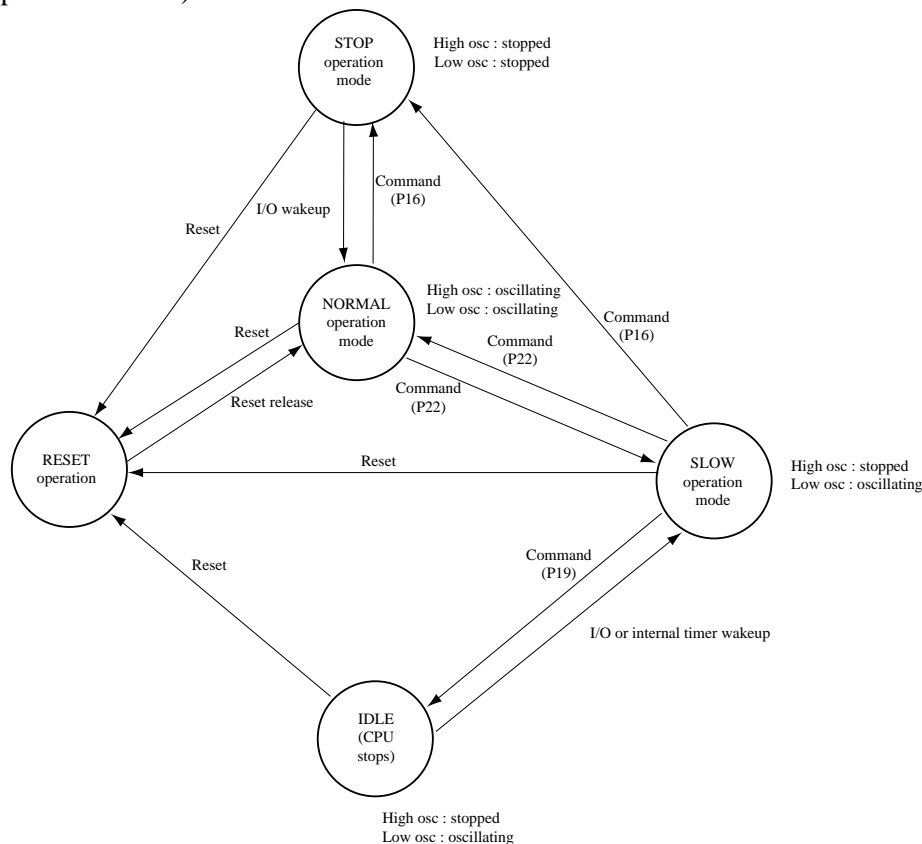 STOP
operation
mode
High osc : stopped
Low osc : stopped
Command
(P16)
I/O wakeup
Reset
High osc : oscillating
Low osc : oscillating
NORMAL
operation
mode
Command
(P16)
Reset
Command
(P22)
Command
(P22)
Reset release
RESET
operation
Reset
SLOW
operation
mode
High osc : stopped
Low osc : oscillating
Reset
Command
(P19)
I/O or internal timer wakeup
IDLE
(CPU
stops)
High osc : stopped
Low osc : oscillating